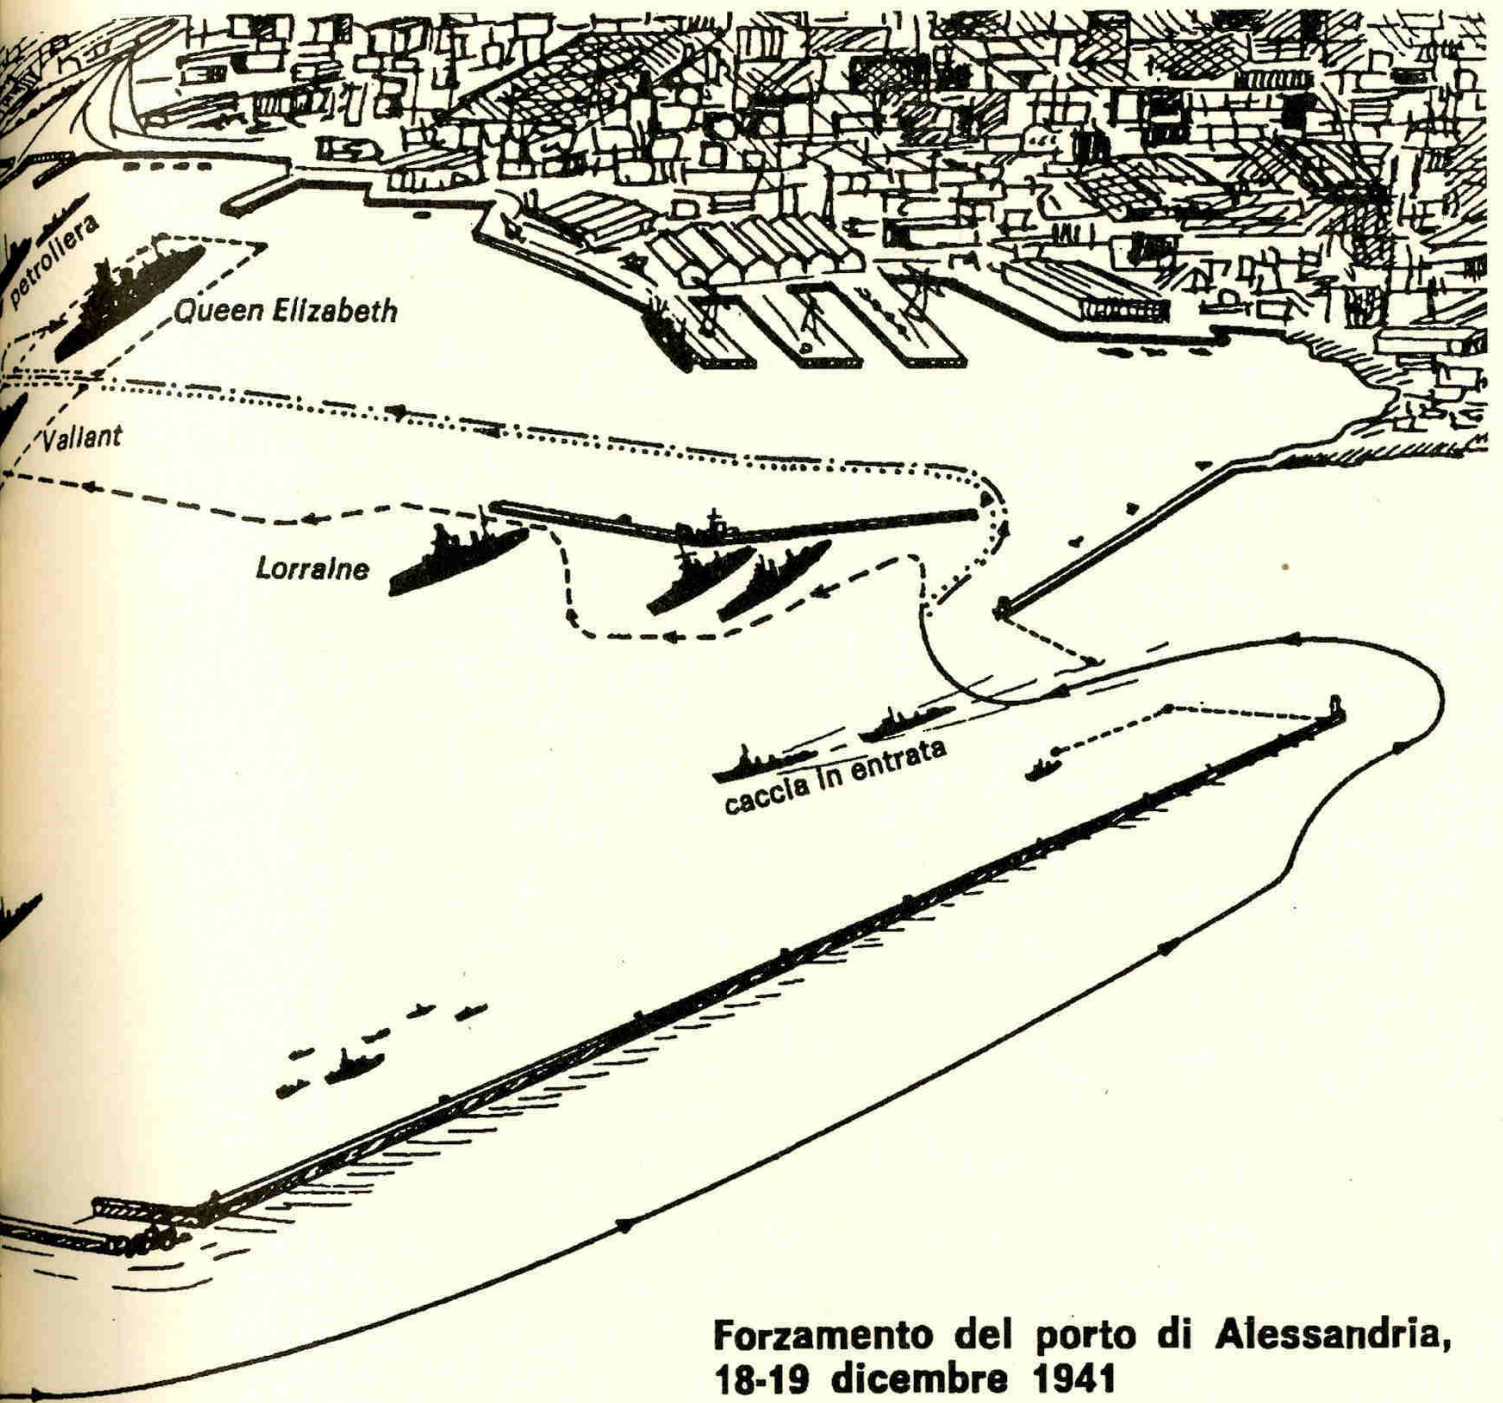 petroliera
Queen Elizabeth
Valiant
Lorraine
caccia in entrata
Forzamento del porto di Alessandria,
18-19 dicembre 1941